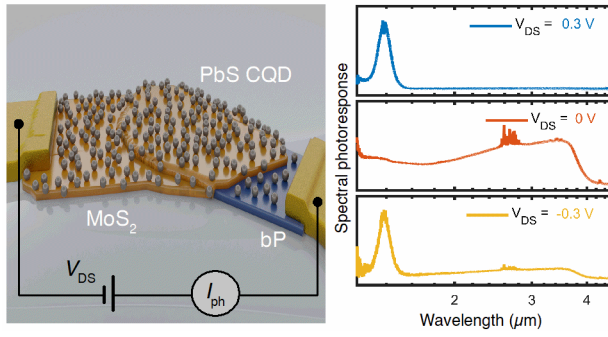 PbS CQD
MoS2
bP
VDS
Iph
Spectral photoresponse
VDS = 0.3 V
VDS = 0 V
VDS = -0.3 V
2 3 4
Wavelength (μm)